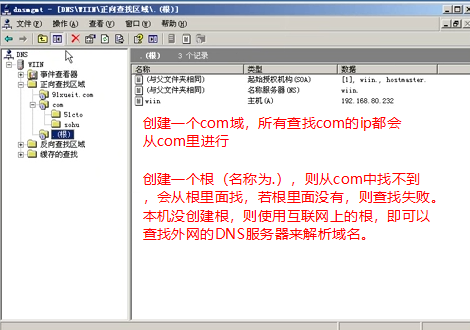 dnsmgmt - [DNS\WIIN\正向查找区域\.(根)]
文件(F) 操作(A) 查看(V) 窗口(W) 帮助(H)
DNS
WIIN
事件查看器
正向查找区域
91xueit.com
com
51cto
sohu
.(根)
反向查找区域
缓存的查找
.(根) 3 个记录
名称 类型 数据
(与父文件夹相同) 起始授权机构(SOA) [1], wiin., hostmaster.
(与父文件夹相同) 名称服务器(NS) wiin.
wiin 主机(A) 192.168.80.232
创建一个com域，所有查找com的ip都会
从com里进行
创建一个根（名称为.），则从com中找不到
，会从根里面找，若根里面没有，则查找失败。
本机没创建根，则使用互联网上的根，即可以
查找外网的DNS服务器来解析域名。